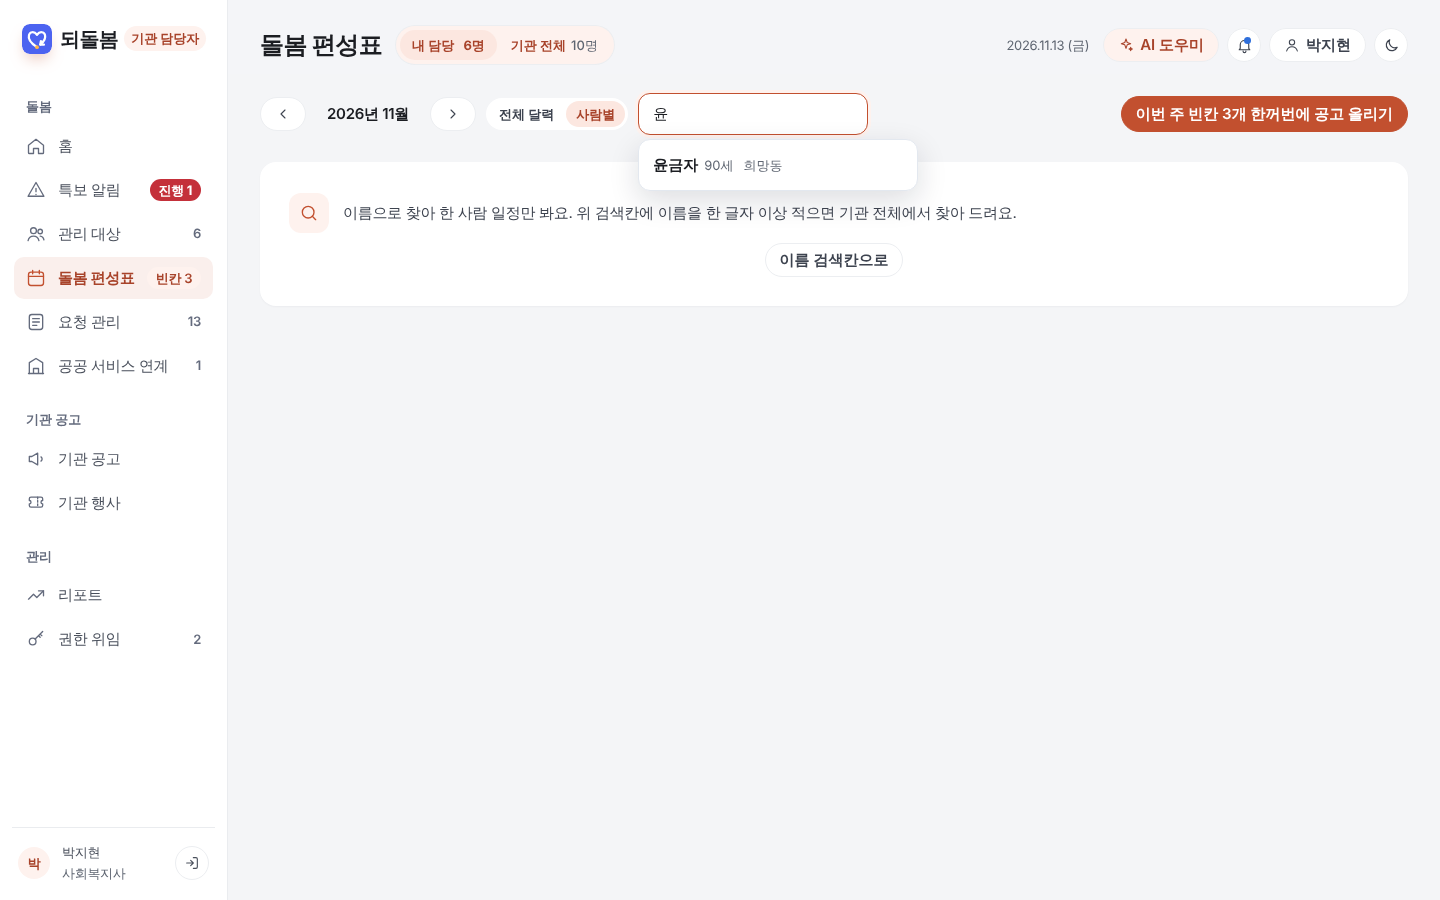 되돌봄 기관 담당자
돌봄
홈
특보 알림 진행 1
관리 대상 6
돌봄 편성표 빈칸 3
요청 관리 13
공공 서비스 연계 1
기관 공고
기관 공고
기관 행사
관리
리포트
권한 위임 2
박 박지현
사회복지사
돌봄 편성표 내 담당 6명 기관 전체 10명
2026.11.13 (금) AI 도우미 박지현
2026년 11월 전체 달력 사람별 윤 이번 주 빈칸 3개 한꺼번에 공고 올리기
윤금자 90세 희망동
이름으로 찾아 한 사람 일정만 봐요. 위 검색칸에 이름을 한 글자 이상 적으면 기관 전체에서 찾아 드려요.
이름 검색칸으로